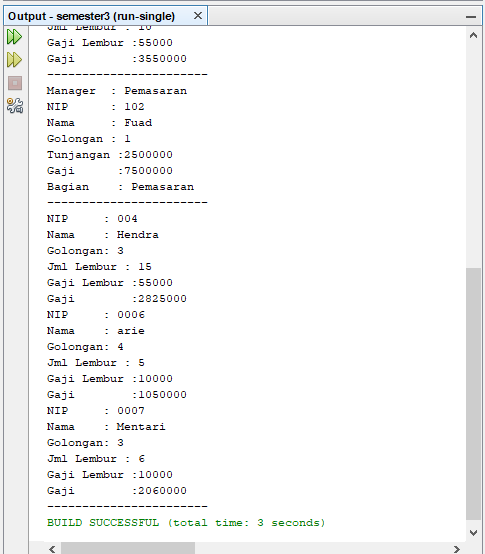 Output - semester3 (run-single)
Jml Lembur : 10
Gaji Lembur :55000
Gaji :3550000
-----------------------
Manager : Pemasaran
NIP : 102
Nama : Fuad
Golongan : 1
Tunjangan :2500000
Gaji :7500000
Bagian : Pemasaran
-----------------------
NIP : 004
Nama : Hendra
Golongan: 3
Jml Lembur : 15
Gaji Lembur :55000
Gaji :2825000
NIP : 0006
Nama : arie
Golongan: 4
Jml Lembur : 5
Gaji Lembur :10000
Gaji :1050000
NIP : 0007
Nama : Mentari
Golongan: 3
Jml Lembur : 6
Gaji Lembur :10000
Gaji :2060000
-----------------------
BUILD SUCCESSFUL (total time: 3 seconds)